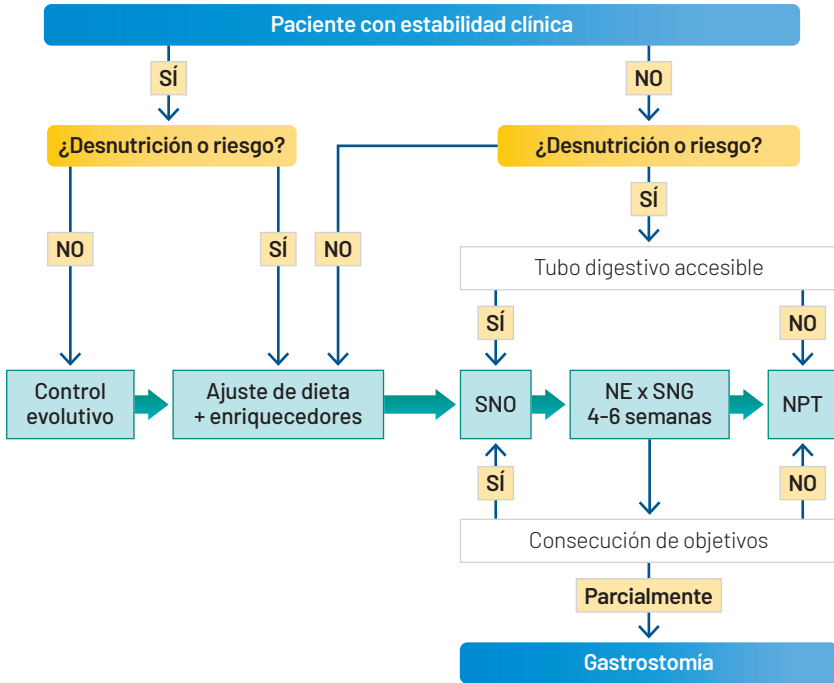 Paciente con estabilidad clínica
SÍ
NO
¿Desnutrición o riesgo?
¿Desnutrición o riesgo?
SÍ
NO
SÍ
NO
Tubo digestivo accesible
SÍ
NO
Control
evolutivo
Ajuste de dieta
+ enriquecedores
SNO
NE x SNG
4-6 semanas
NPT
SÍ
NO
Consecución de objetivos
Parcialmente
Gastrostomía